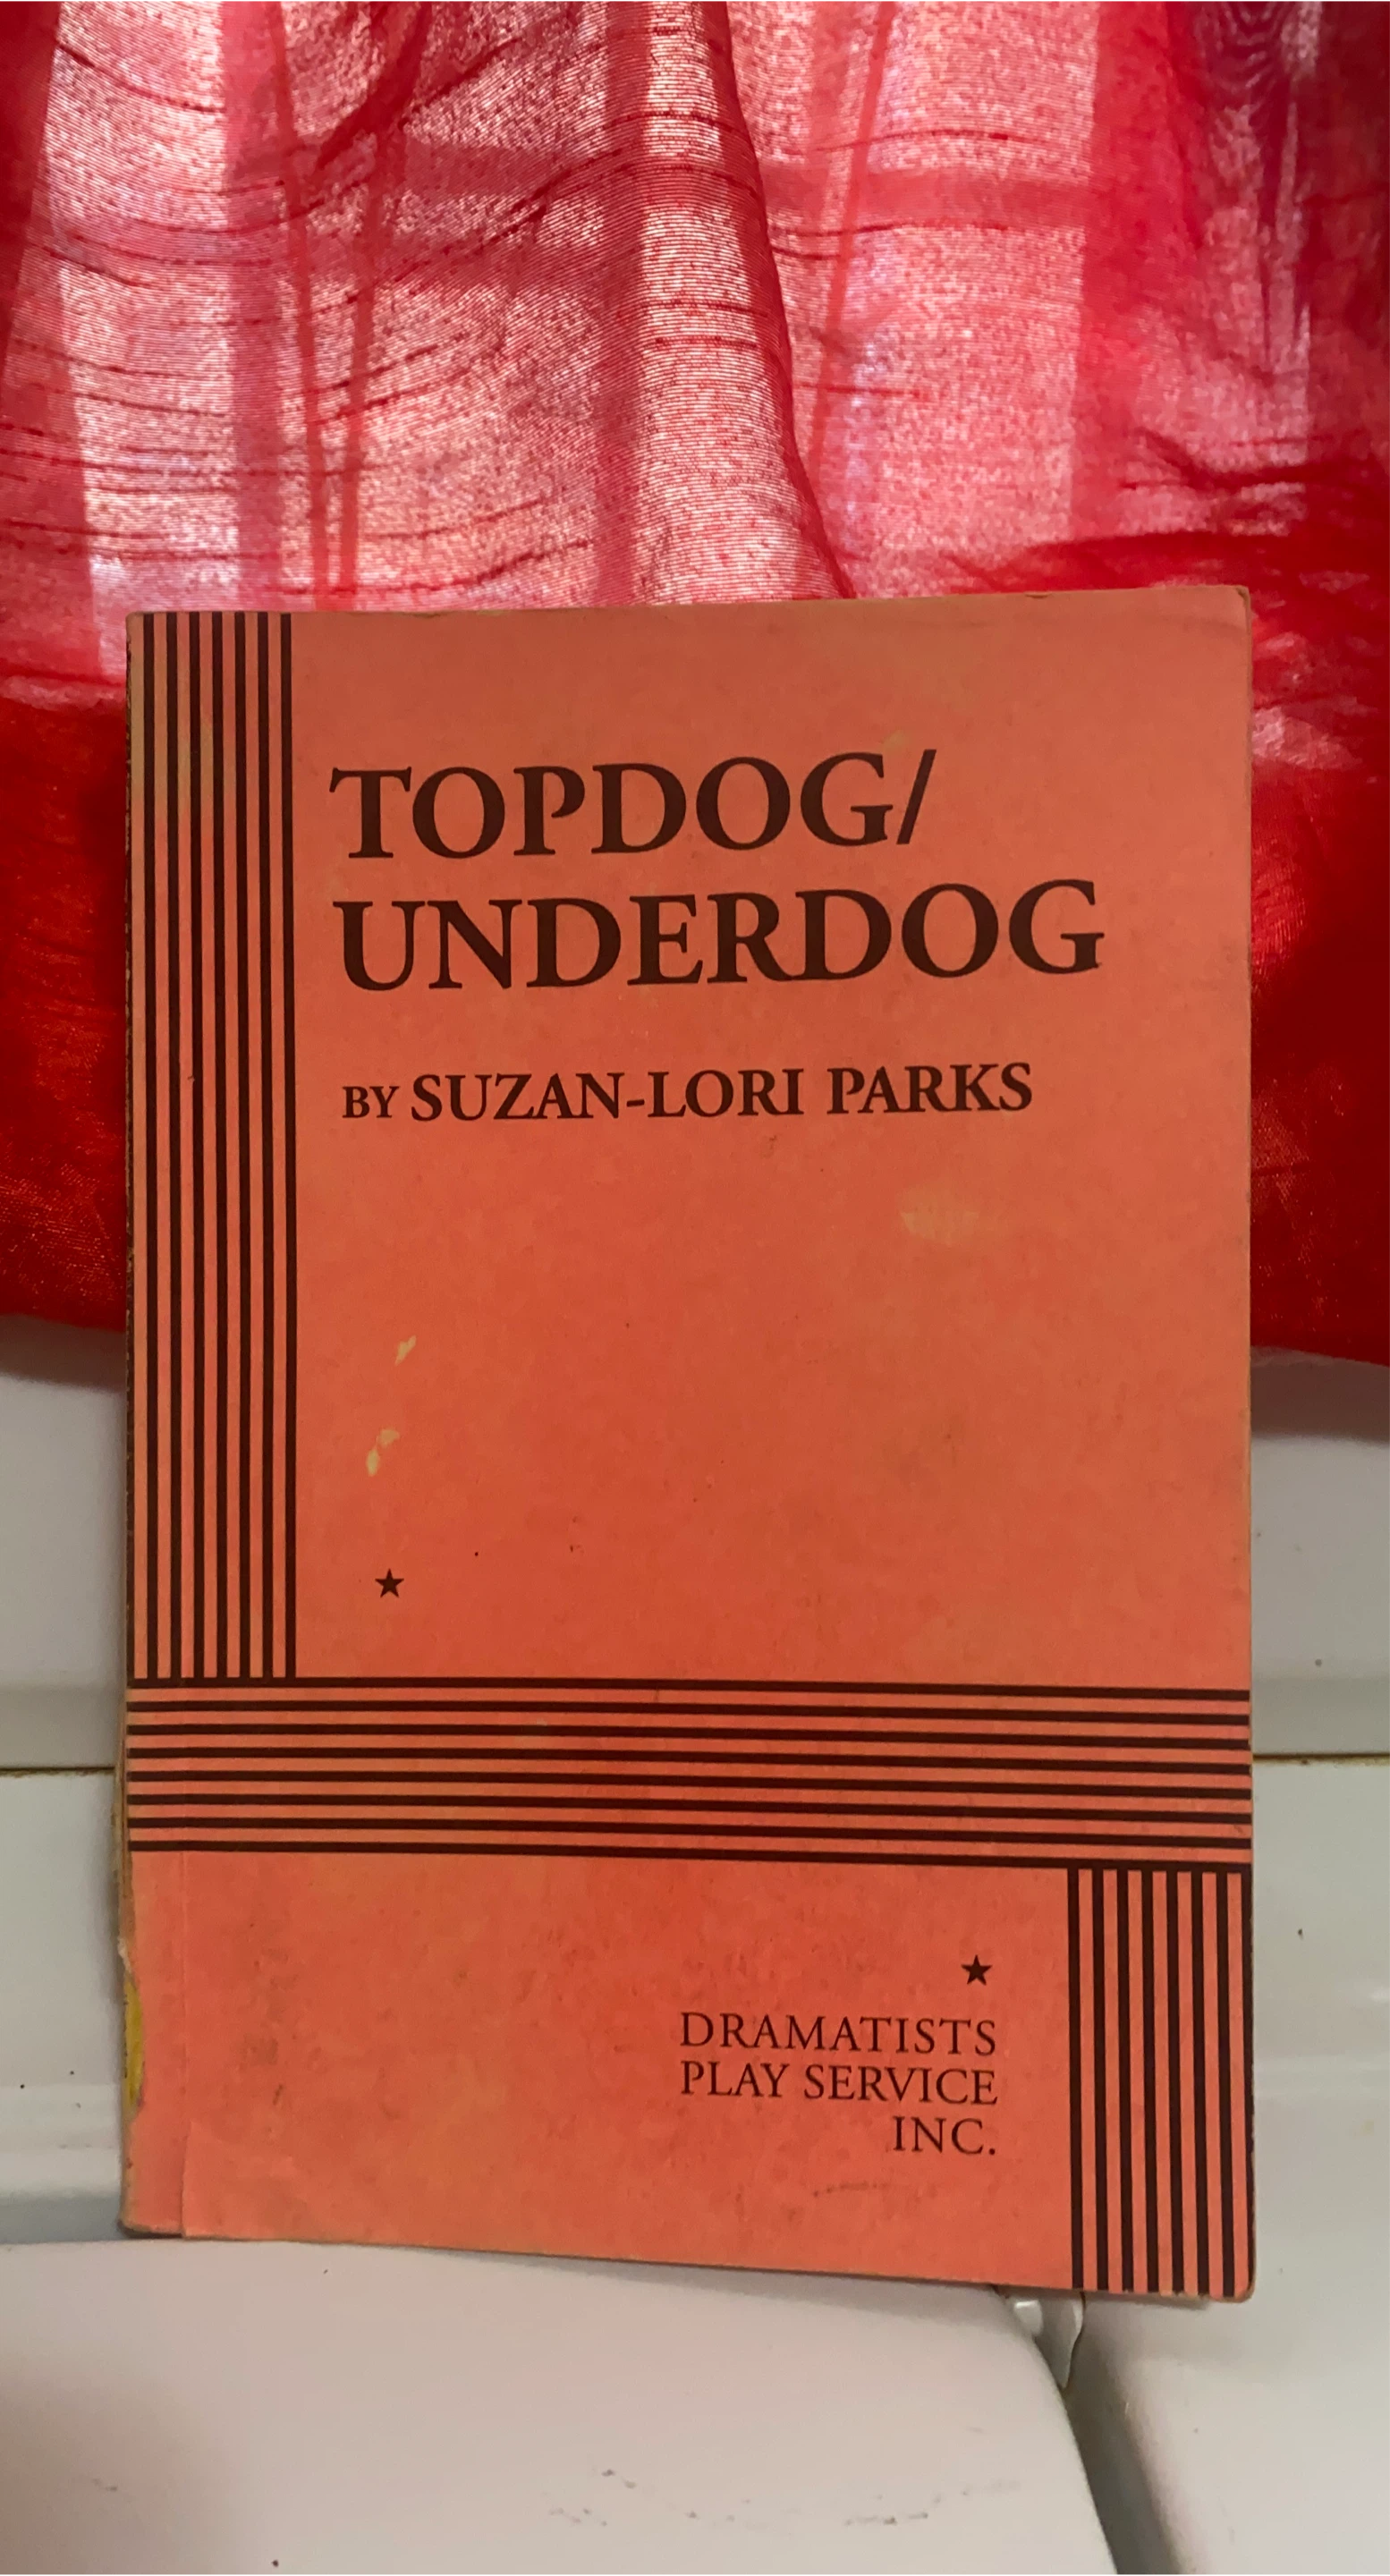 TOPDOG/
UNDERDOG
BY SUZAN-LORI PARKS
DRAMATISTS
PLAY SERVICE
INC.